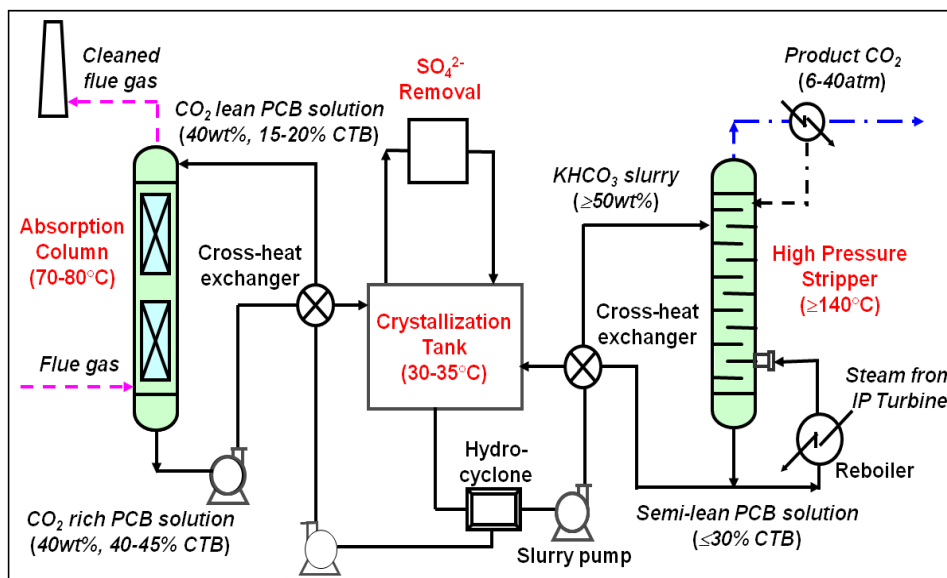 Cleaned
flue gas
CO₂ lean PCB solution
(40wt%, 15-20% CTB)
SO₄²⁻
Removal
Product CO₂
(6-40atm)
KHCO₃ slurry
(≥50wt%)
Absorption
Column
(70-80°C)
Cross-heat
exchanger
High Pressure
Stripper
(≥140°C)
Cross-heat
exchanger
Crystallization
Tank
(30-35°C)
Flue gas
Steam from
IP Turbine
Hydro-
cyclone
Reboiler
CO₂ rich PCB solution
(40wt%, 40-45% CTB)
Slurry pump
Semi-lean PCB solution
(≤30% CTB)